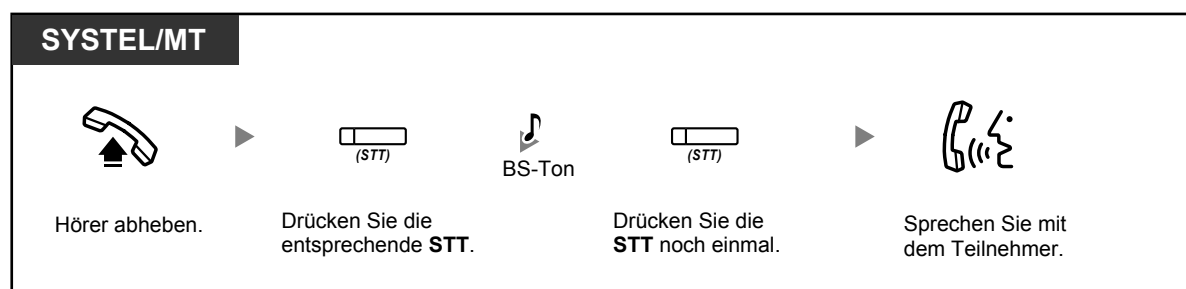 SYSTEL/MT
(STT)
BS-Ton
(STT)
Hörer abheben.
Drücken Sie die
entsprechende STT.
Drücken Sie die
STT noch einmal.
Sprechen Sie mit
dem Teilnehmer.